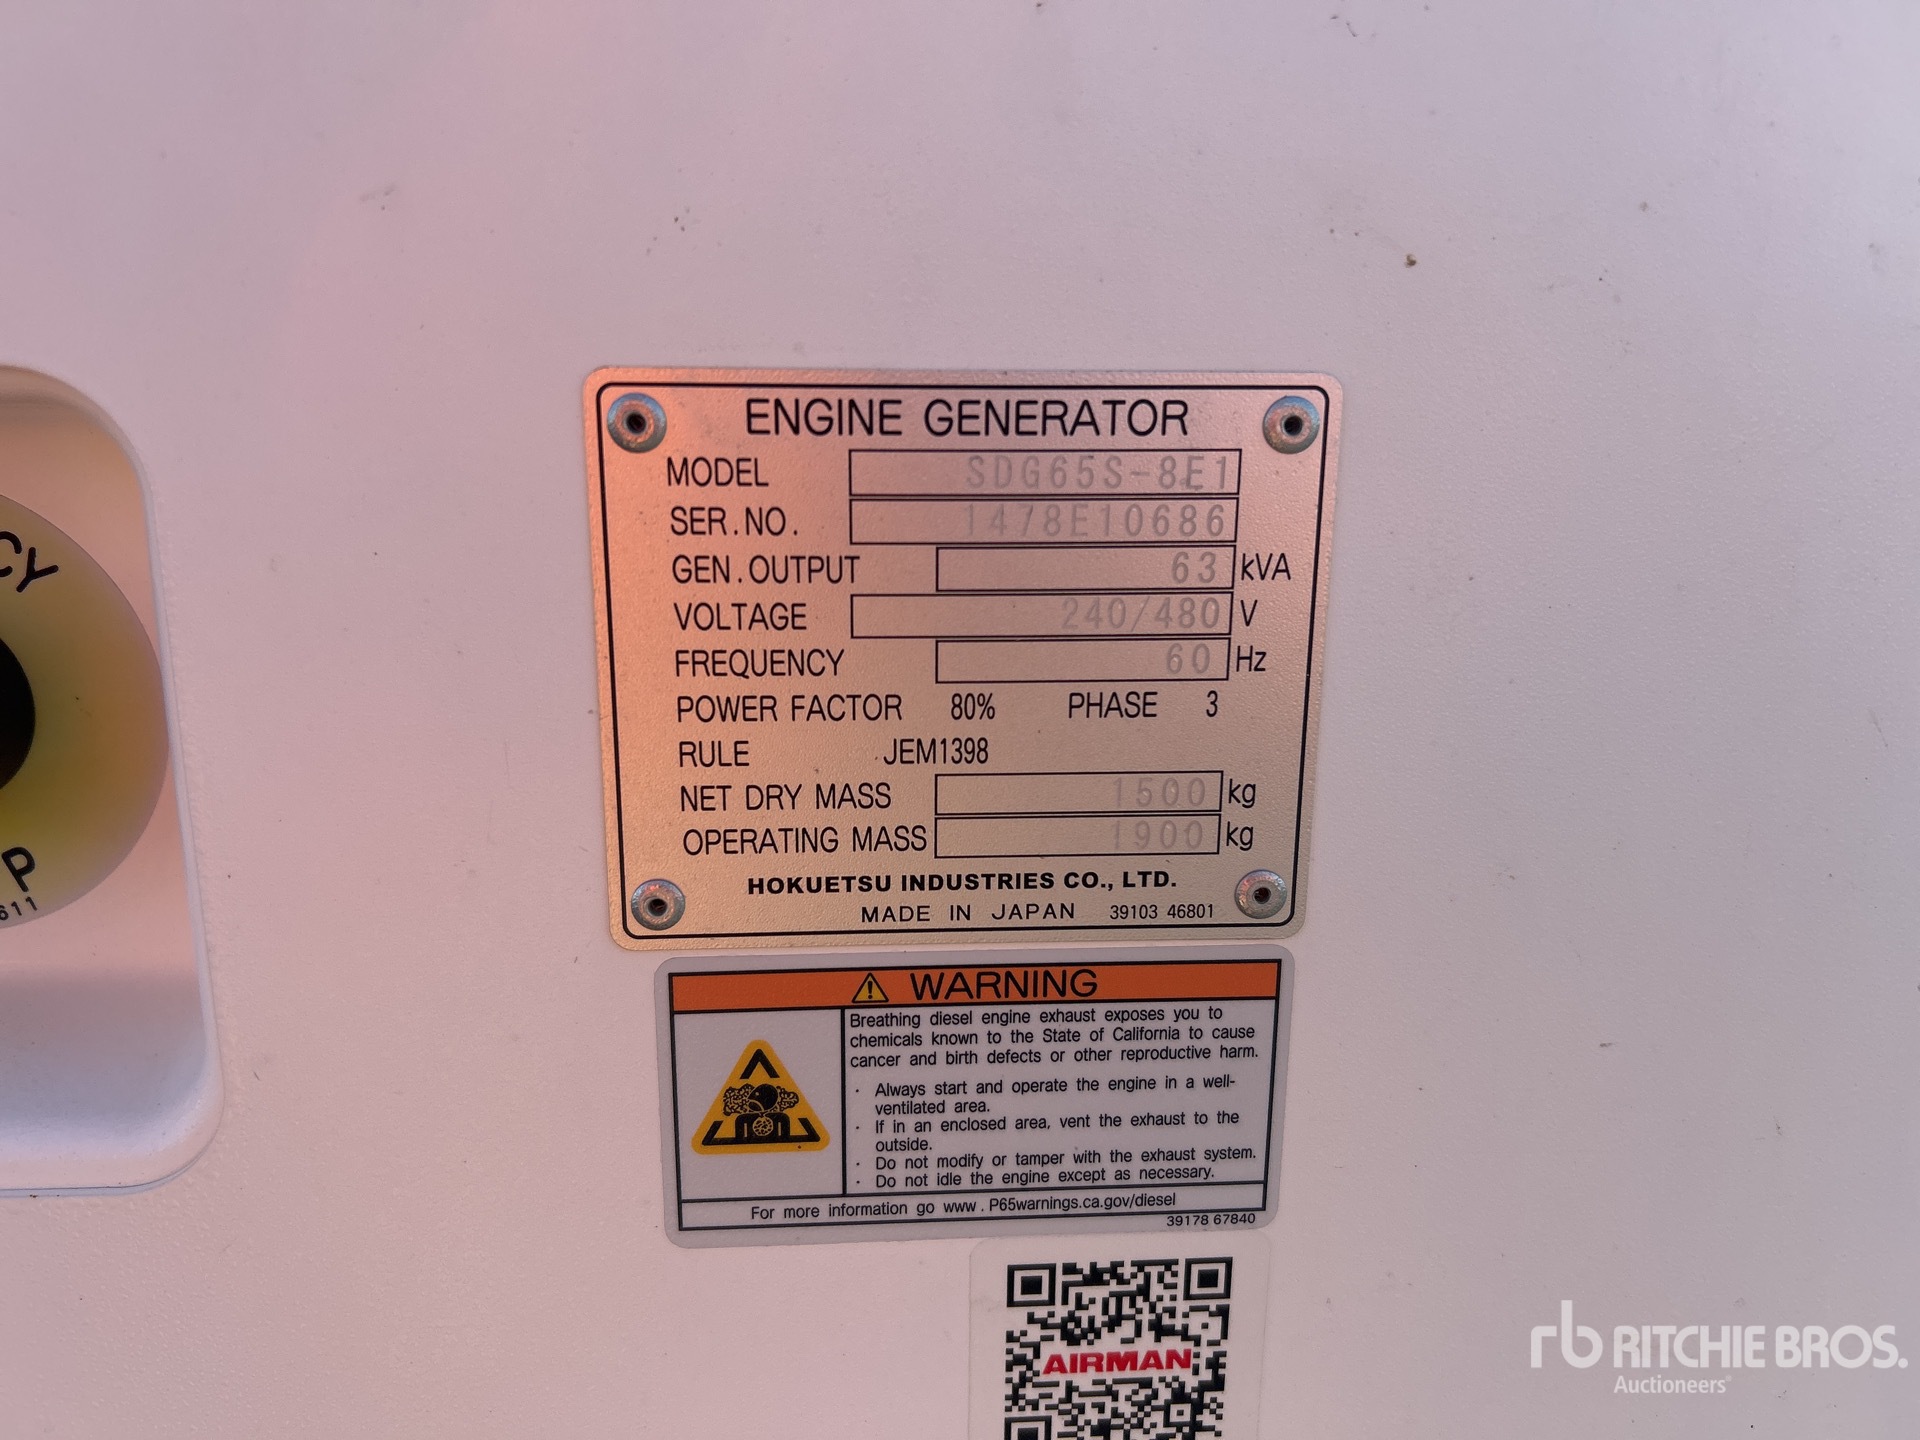 CY
P
611
ENGINE GENERATOR
MODEL SDG65S-8E1
SER.NO. 1478E10686
GEN.OUTPUT 63 kVA
VOLTAGE 240/480 V
FREQUENCY 60 Hz
POWER FACTOR 80% PHASE 3
RULE JEM1398
NET DRY MASS 1500 kg
OPERATING MASS 1900 kg
HOKUETSU INDUSTRIES CO., LTD.
MADE IN JAPAN 39103 46801
WARNING
Breathing diesel engine exhaust exposes you to
chemicals known to the State of California to cause
cancer and birth defects or other reproductive harm.
· Always start and operate the engine in a well-
ventilated area.
· If in an enclosed area, vent the exhaust to the
outside.
· Do not modify or tamper with the exhaust system.
· Do not idle the engine except as necessary.
For more information go www . P65warnings.ca.gov/diesel
39178 67840
AIRMAN
rb RITCHIE BROS.
Auctioneers